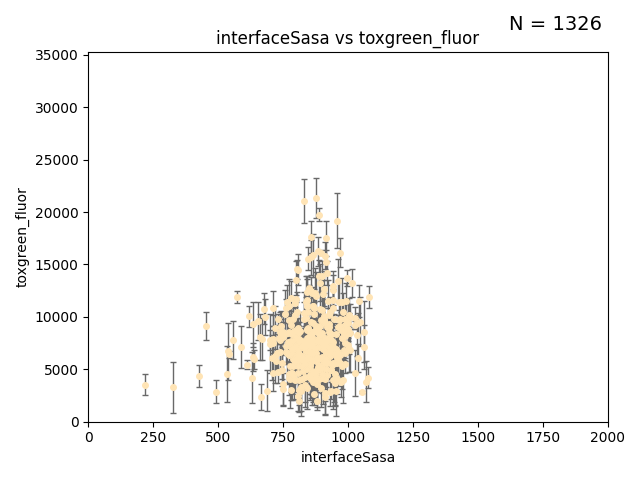 N = 1326
interfaceSasa vs toxgreen_fluor
35000
30000
25000
20000
15000
10000
5000
0
toxgreen_fluor
0 250 500 750 1000 1250 1500 1750 2000
interfaceSasa